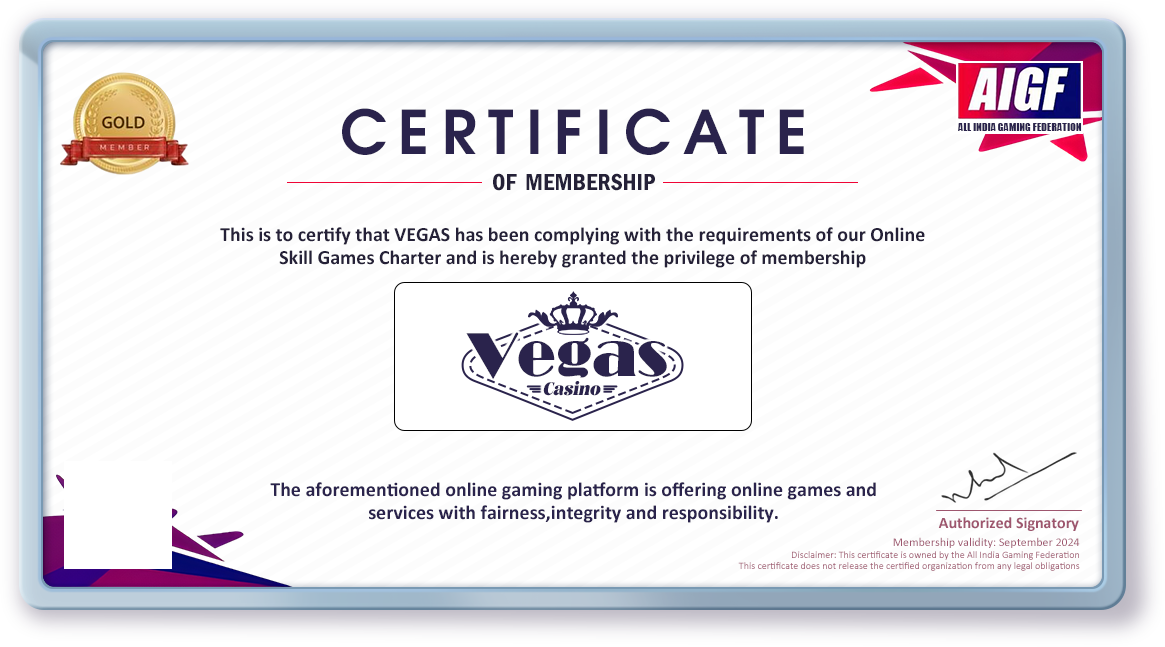 GOLD
MEMBER
AIGF
ALL INDIA GAMING FEDERATION
CERTIFICATE
OF MEMBERSHIP
This is to certify that VEGAS has been complying with the requirements of our Online
Skill Games Charter and is hereby granted the privilege of membership
Vegas
Casino
The aforementioned online gaming platform is offering online games and
services with fairness,integrity and responsibility.
Authorized Signatory
Membership validity: September 2024
Disclaimer: This certificate is owned by the All India Gaming Federation
This certificate does not release the certified organization from any legal obligations